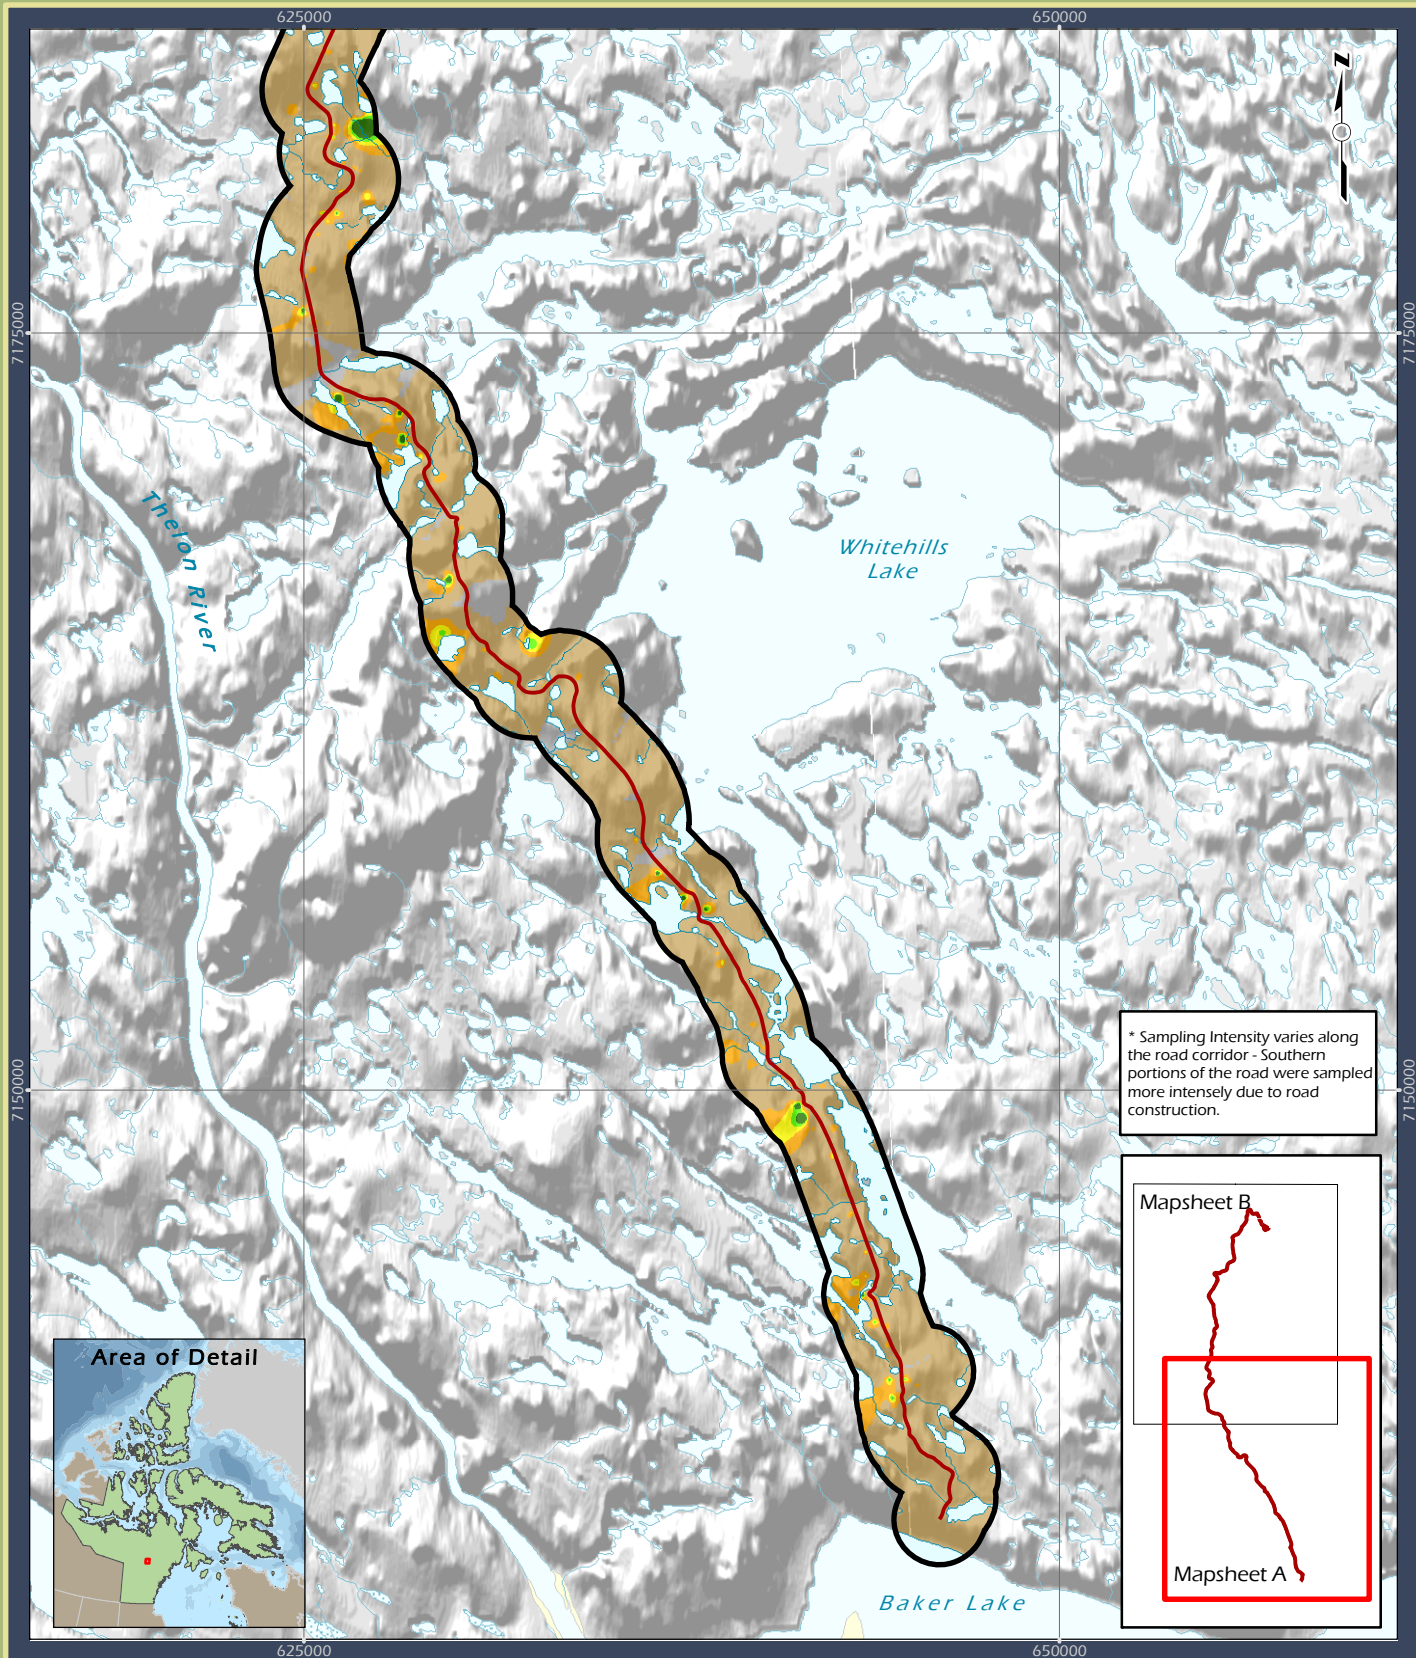 625000
650000
N
7175000
7175000
Thelon River
Whitehills
Lake
* Sampling Intensity varies along
the road corridor - Southern
portions of the road were sampled
more intensely due to road
construction.
7150000
7150000
Mapsheet B
Mapsheet A
Area of Detail
Baker Lake
625000
650000